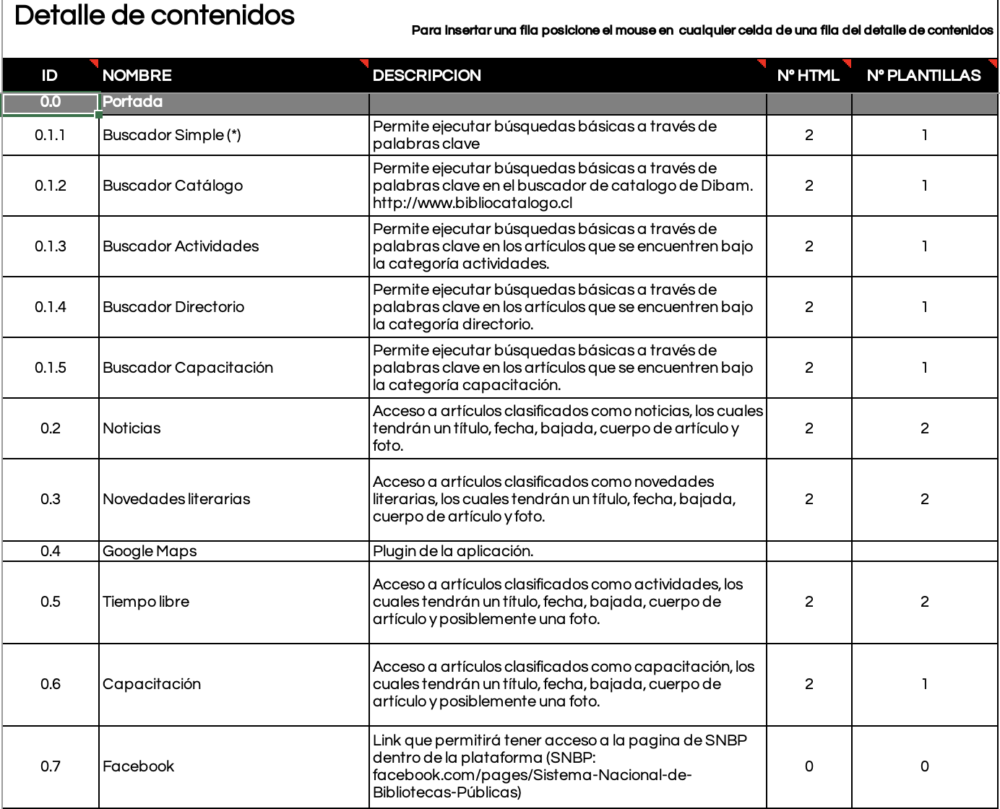 Detalle de contenidos
Para insertar una fila posicione el mouse en cualquier celda de una fila del detalle de contenidos
ID NOMBRE DESCRIPCION N° HTML N° PLANTILLAS
0.0 Portada
0.1.1 Buscador Simple (*) Permite ejecutar búsquedas básicas a través de
palabras clave 2 1
0.1.2 Buscador Catálogo Permite ejecutar búsquedas básicas a través de
palabras clave en el buscador de catalogo de Dibam.
http://www.bibliocatalogo.cl 2 1
0.1.3 Buscador Actividades Permite ejecutar búsquedas básicas a través de
palabras clave en los artículos que se encuentren bajo
la categoría actividades. 2 1
0.1.4 Buscador Directorio Permite ejecutar búsquedas básicas a través de
palabras clave en los artículos que se encuentren bajo
la categoría directorio. 2 1
0.1.5 Buscador Capacitación Permite ejecutar búsquedas básicas a través de
palabras clave en los artículos que se encuentren bajo
la categoría capacitación. 2 1
0.2 Noticias Acceso a artículos clasificados como noticias, los cuales
tendrán un título, fecha, bajada, cuerpo de artículo y
foto. 2 2
0.3 Novedades literarias Acceso a artículos clasificados como novedades
literarias, los cuales tendrán un título, fecha, bajada,
cuerpo de artículo y foto. 2 2
0.4 Google Maps Plugin de la aplicación.
0.5 Tiempo libre Acceso a artículos clasificados como actividades, los
cuales tendrán un título, fecha, bajada, cuerpo de
artículo y posiblemente una foto. 2 2
0.6 Capacitación Acceso a artículos clasificados como capacitación, los
cuales tendrán un título, fecha, bajada, cuerpo de
artículo y posiblemente una foto. 2 1
0.7 Facebook Link que permitirá tener acceso a la pagina de SNBP
dentro de la plataforma (SNBP:
facebook.com/pages/Sistema-Nacional-de-
Bibliotecas-Públicas) 0 0